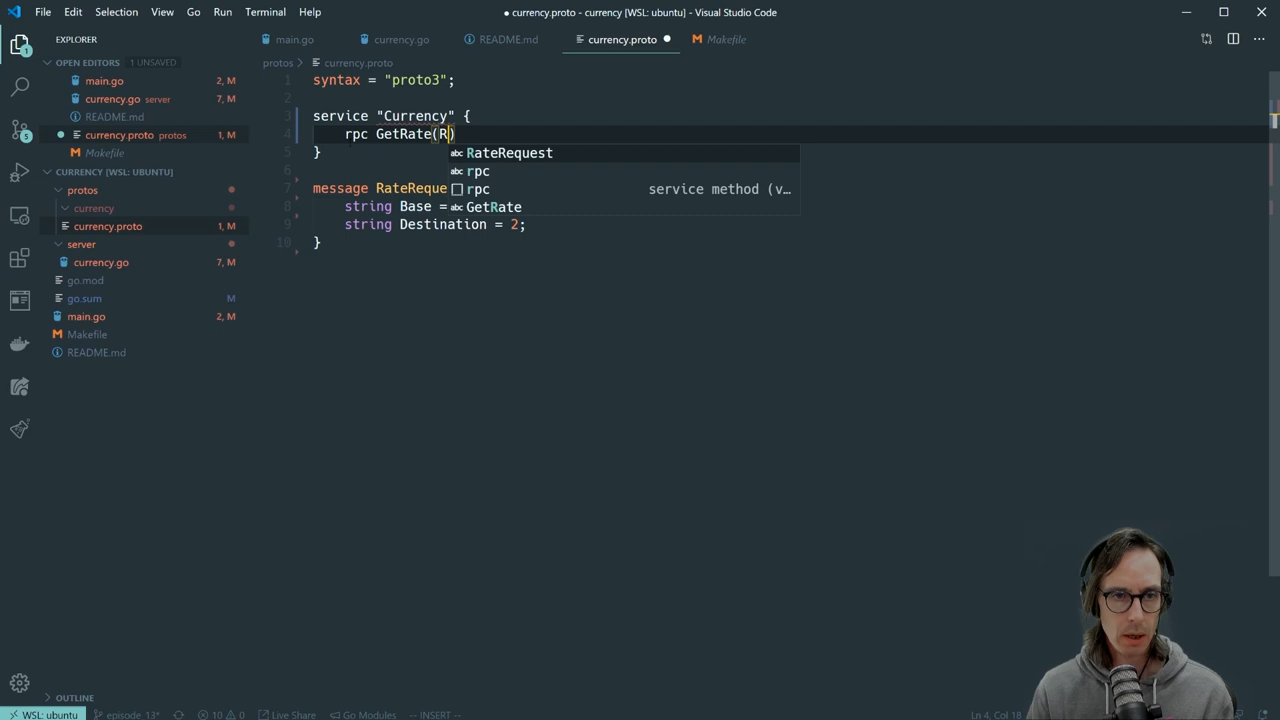 File Edit Selection View Go Run Terminal Help
● currency.proto - currency [WSL: ubuntu] - Visual Studio Code
EXPLORER
OPEN EDITORS 1 UNSAVED
main.go 2, M
currency.go server 7, M
README.md
currency.proto protos 1, M
Makefile
CURRENCY [WSL: UBUNTU]
protos
currency
currency.proto 1, M
server
currency.go 7, M
go.mod
go.sum M
main.go 2, M
Makefile
README.md
OUTLINE
main.go currency.go README.md currency.proto Makefile
protos > currency.proto
1 syntax = "proto3";
2
3 service "Currency" {
4 rpc GetRate(R)
5 }
6
7 message RateReque
8 string Base =
9 string Destination = 2;
10 }
RateRequest
rpc
rpc service method (v…
GetRate
1
5
WSL: ubuntu episode 13* 10 0 Live Share Go Modules -- INSERT -- Ln 4, Col 18